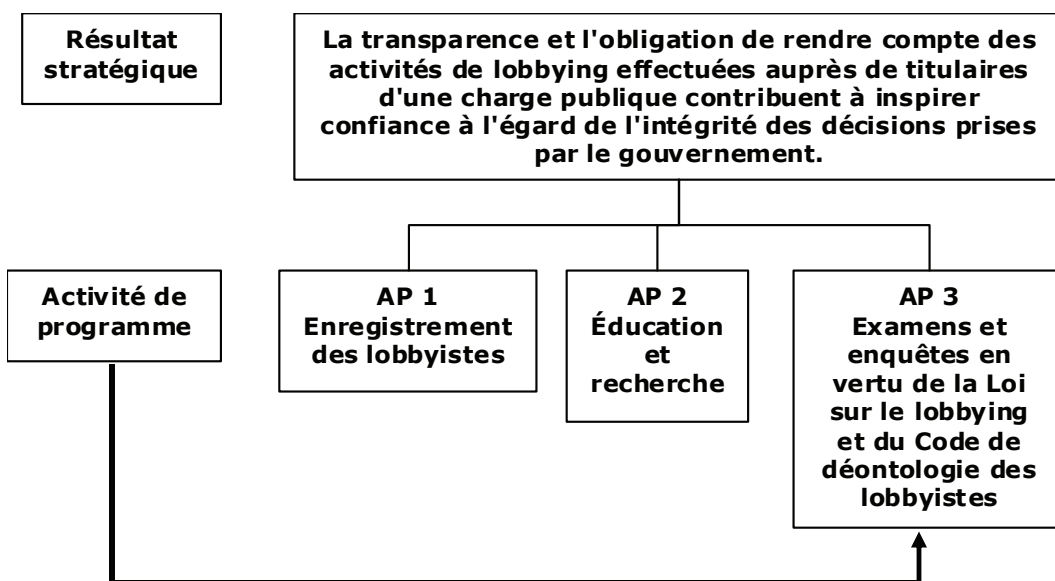 Résultat
stratégique
La transparence et l'obligation de rendre compte des
activités de lobbying effectuées auprès de titulaires
d'une charge publique contribuent à inspirer
confiance à l'égard de l'intégrité des décisions prises
par le gouvernement.
Activité de
programme
AP 1
Enregistrement
des lobbyistes
AP 2
Éducation
et
recherche
AP 3
Examens et
enquêtes en
vertu de la Loi
sur le lobbying
et du Code de
déontologie des
lobbyistes